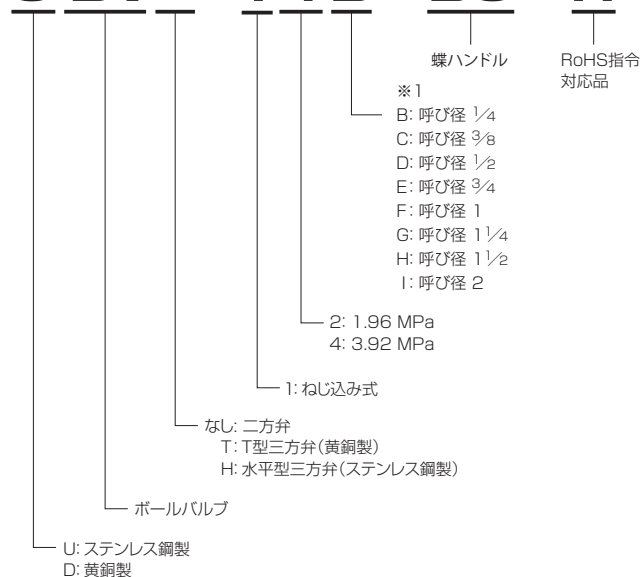 蝶ハンドル
RoHS指令
対応品
※1
B: 呼び径 1/4
C: 呼び径 3/8
D: 呼び径 1/2
E: 呼び径 3/4
F: 呼び径 1
G: 呼び径 1 1/4
H: 呼び径 1 1/2
I: 呼び径 2
2: 1.96 MPa
4: 3.92 MPa
1: ねじ込み式
なし: 二方弁
T: T型三方弁(黄銅製)
H: 水平型三方弁(ステンレス鋼製)
ボールバルブ
U: ステンレス鋼製
D: 黄銅製